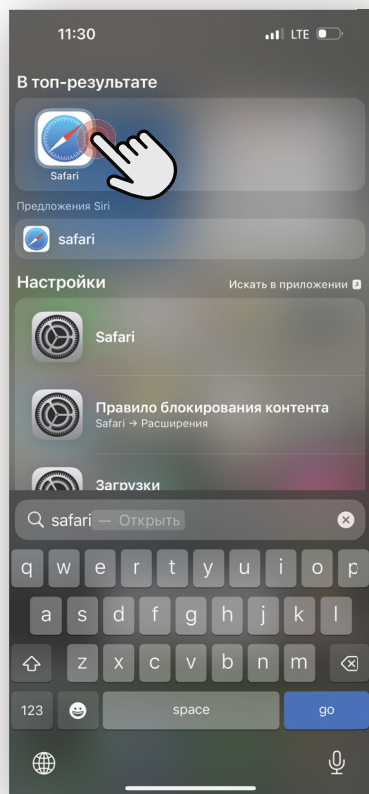 11:30 LTE
В топ-результате
Safari
Предложения Siri
safari
Настройки Искать в приложении
Safari
Правило блокирования контента
Safari → Расширения
Загрузки
safari — Открыть
q w e r t y u i o p
a s d f g h j k l
z x c v b n m
123 space go